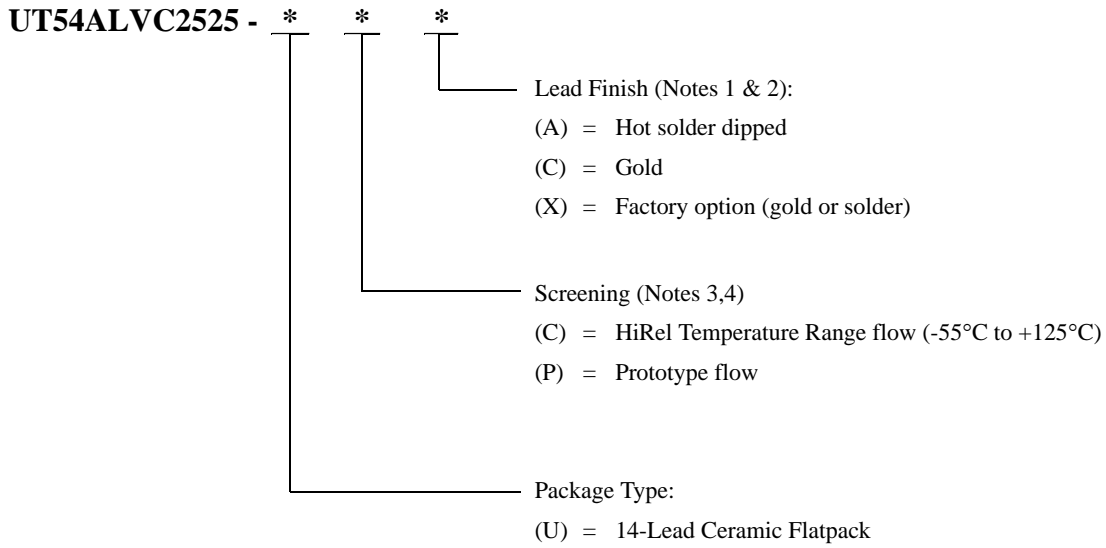 UT54ALVC2525 - * * *
Lead Finish (Notes 1 & 2):
(A) = Hot solder dipped
(C) = Gold
(X) = Factory option (gold or solder)
Screening (Notes 3,4)
(C) = HiRel Temperature Range flow (-55°C to +125°C)
(P) = Prototype flow
Package Type:
(U) = 14-Lead Ceramic Flatpack